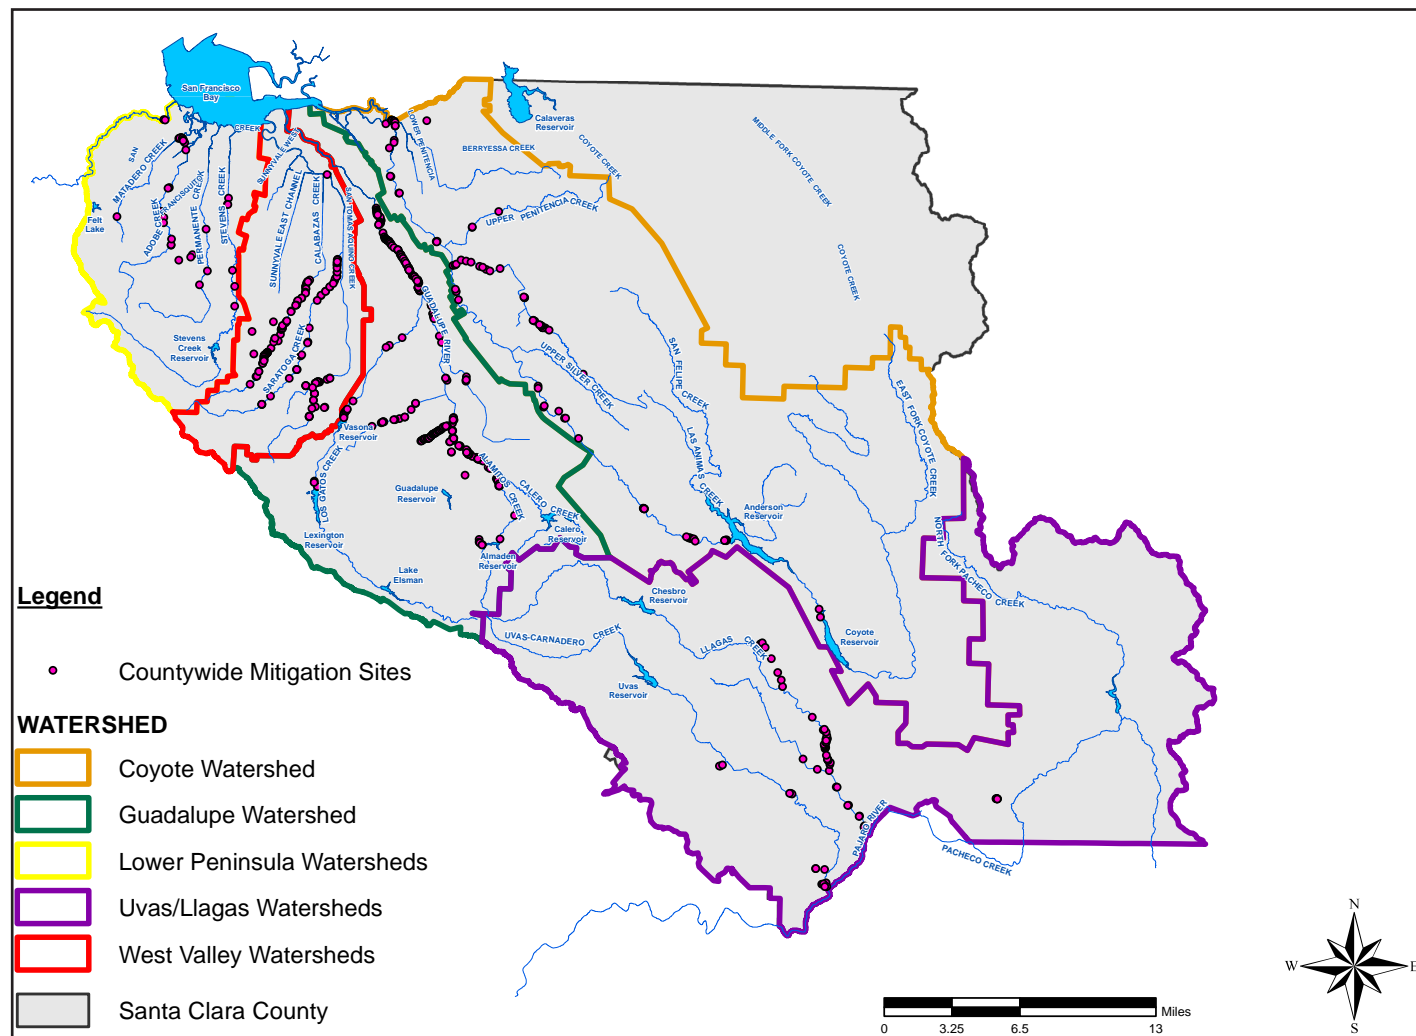 San Francisco
Bay
Calaveras
Reservoir
CREEK
SUNNYVALE WEST
LOWER PENITENCIA
BERRYESSA CREEK
COYOTE CREEK
MIDDLE FORK COYOTE CREEK
SAN
FRANCISQUITO
MATADERO CREEK
Felt
Lake
ADOBE CREEK
PERMANENTE CREEK
STEVENS CREEK
SUNNYVALE EAST CHANNEL
CALABAZAS CREEK
SAN TOMAS AQUINO CREEK
UPPER PENITENCIA CREEK
COYOTE CREEK
GUADALUPE RIVER
Stevens
Creek
Reservoir
SARATOGA CREEK
UPPER SILVER CREEK
SAN FELIPE CREEK
EAST FORK COYOTE CREEK
Vasona
Reservoir
LAS ANIMAS CREEK
LOS GATOS CREEK
ALAMITOS CREEK
CALERO CREEK
Guadalupe
Reservoir
Anderson
Reservoir
Lexington
Reservoir
Calero
Reservoir
Almaden
Reservoir
NORTH FORK PACHECO CREEK
Lake
Elsman
Chesbro
Reservoir
UVAS-CARNADERO CREEK
LLAGAS CREEK
Coyote
Reservoir
Uvas
Reservoir
PAJARO RIVER
PACHECO CREEK
Legend
Countywide Mitigation Sites
WATERSHED
Coyote Watershed
Guadalupe Watershed
Lower Peninsula Watersheds
Uvas/Llagas Watersheds
West Valley Watersheds
Santa Clara County
N
W E
S
Miles
0 3.25 6.5 13